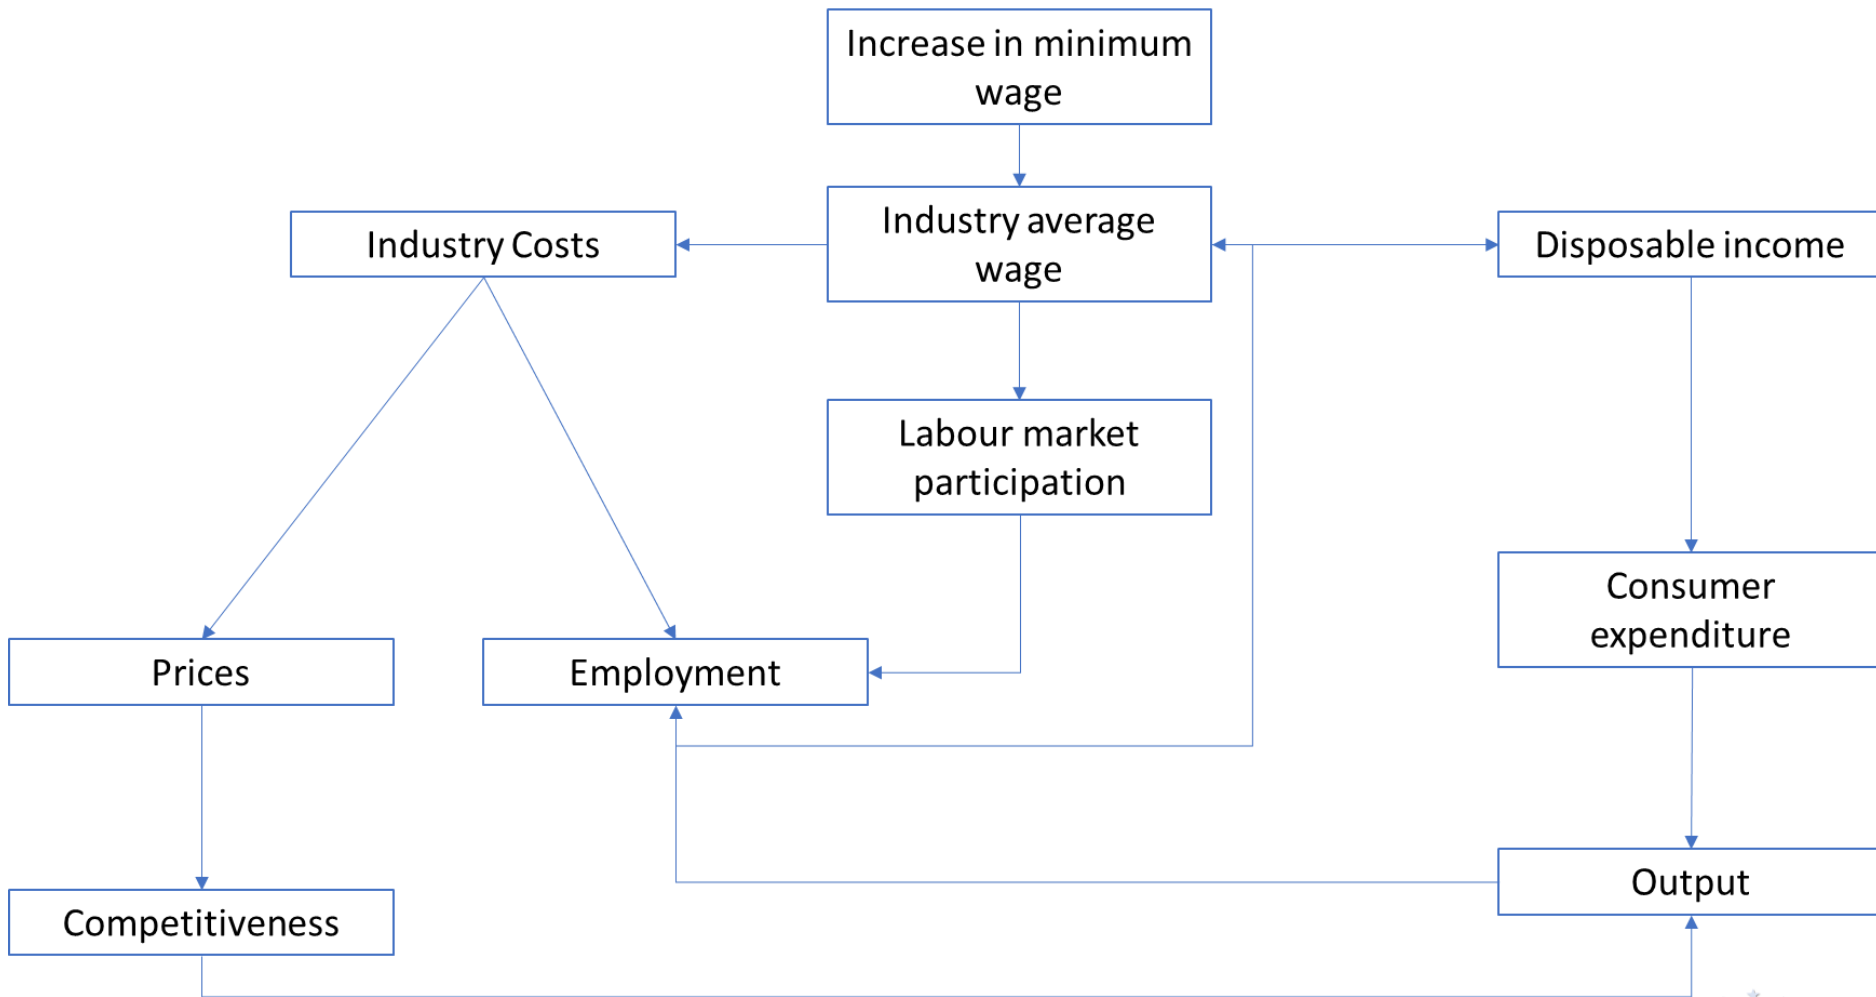 Increase in minimum
wage
Industry Costs
Industry average
wage
Disposable income
Labour market
participation
Consumer
expenditure
Prices
Employment
Output
Competitiveness